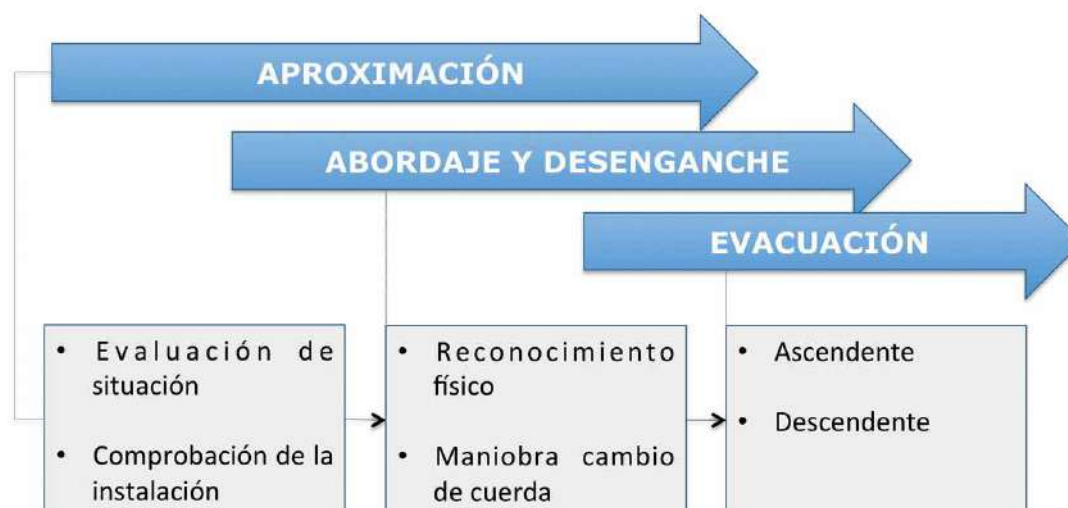 APROXIMACIÓN
ABORDAJE Y DESENGANCHE
EVACUACIÓN
• Evaluación de
situación
• Comprobación de la
instalación
• Reconocimiento
físico
• Maniobra cambio
de cuerda
• Ascendente
• Descendente